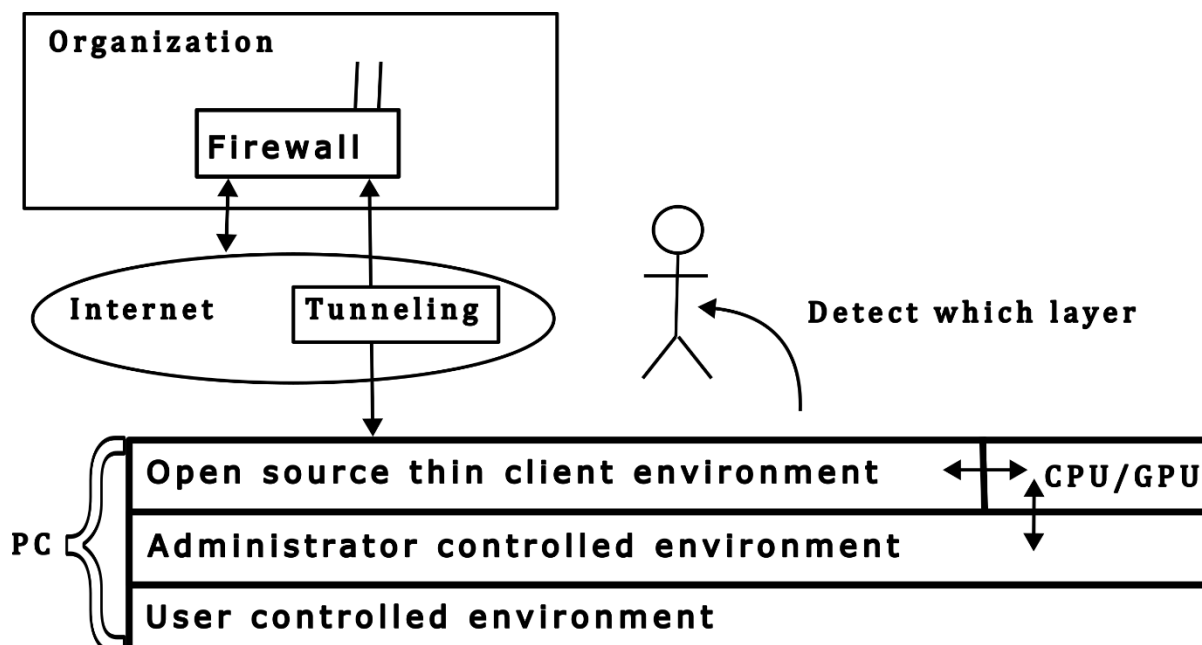 Organization
Firewall
Internet
Tunneling
Detect which layer
Open source thin client environment
CPU/GPU
PC
Administrator controlled environment
User controlled environment